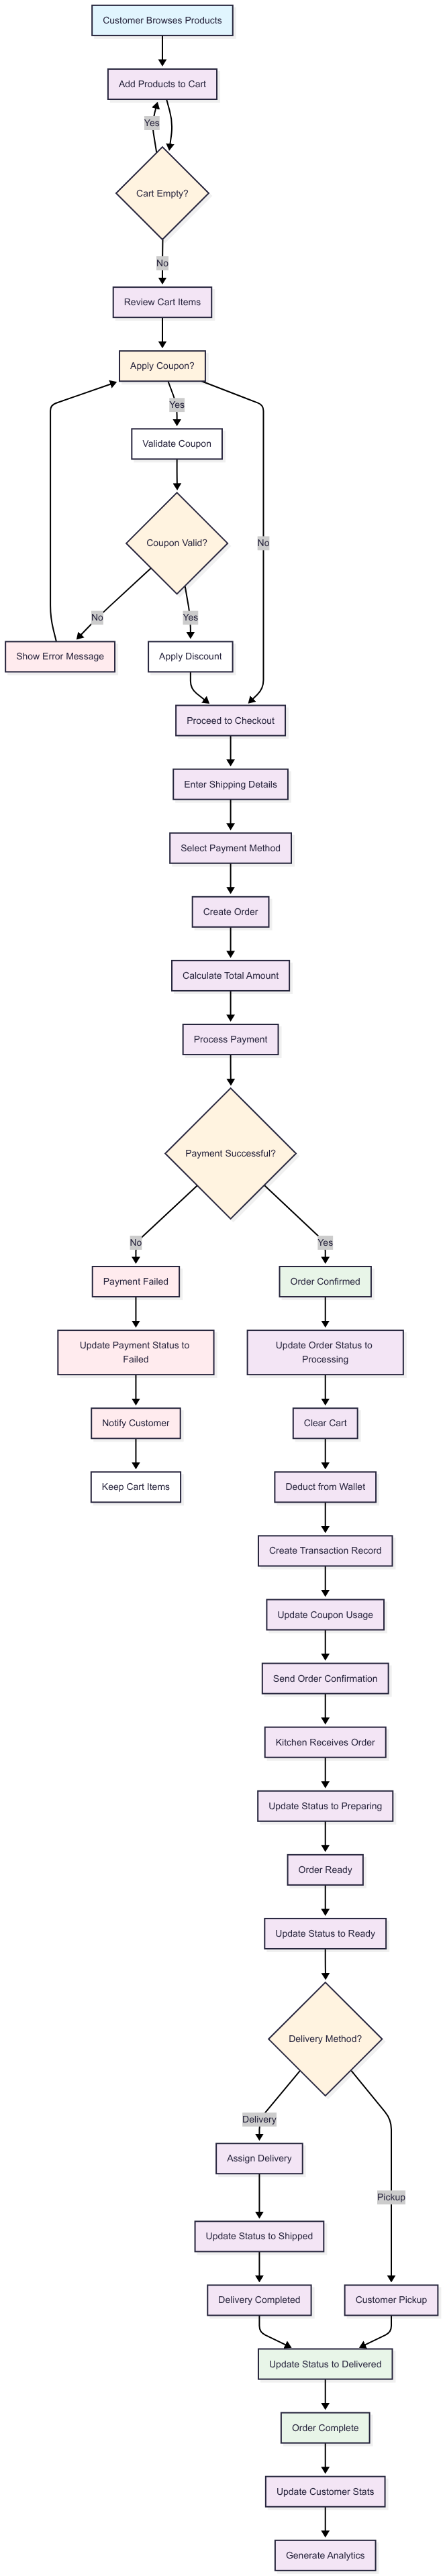 Customer Browses Products
Add Products to Cart
Yes
Cart Empty?
No
Review Cart Items
Apply Coupon?
Yes
Validate Coupon
Coupon Valid?
No
No
Yes
Show Error Message
Apply Discount
Proceed to Checkout
Enter Shipping Details
Select Payment Method
Create Order
Calculate Total Amount
Process Payment
Payment Successful?
No
Yes
Payment Failed
Order Confirmed
Update Payment Status to
Failed
Update Order Status to
Processing
Notify Customer
Clear Cart
Keep Cart Items
Deduct from Wallet
Create Transaction Record
Update Coupon Usage
Send Order Confirmation
Kitchen Receives Order
Update Status to Preparing
Order Ready
Update Status to Ready
Delivery Method?
Delivery
Assign Delivery
Pickup
Update Status to Shipped
Delivery Completed
Customer Pickup
Update Status to Delivered
Order Complete
Update Customer Stats
Generate Analytics